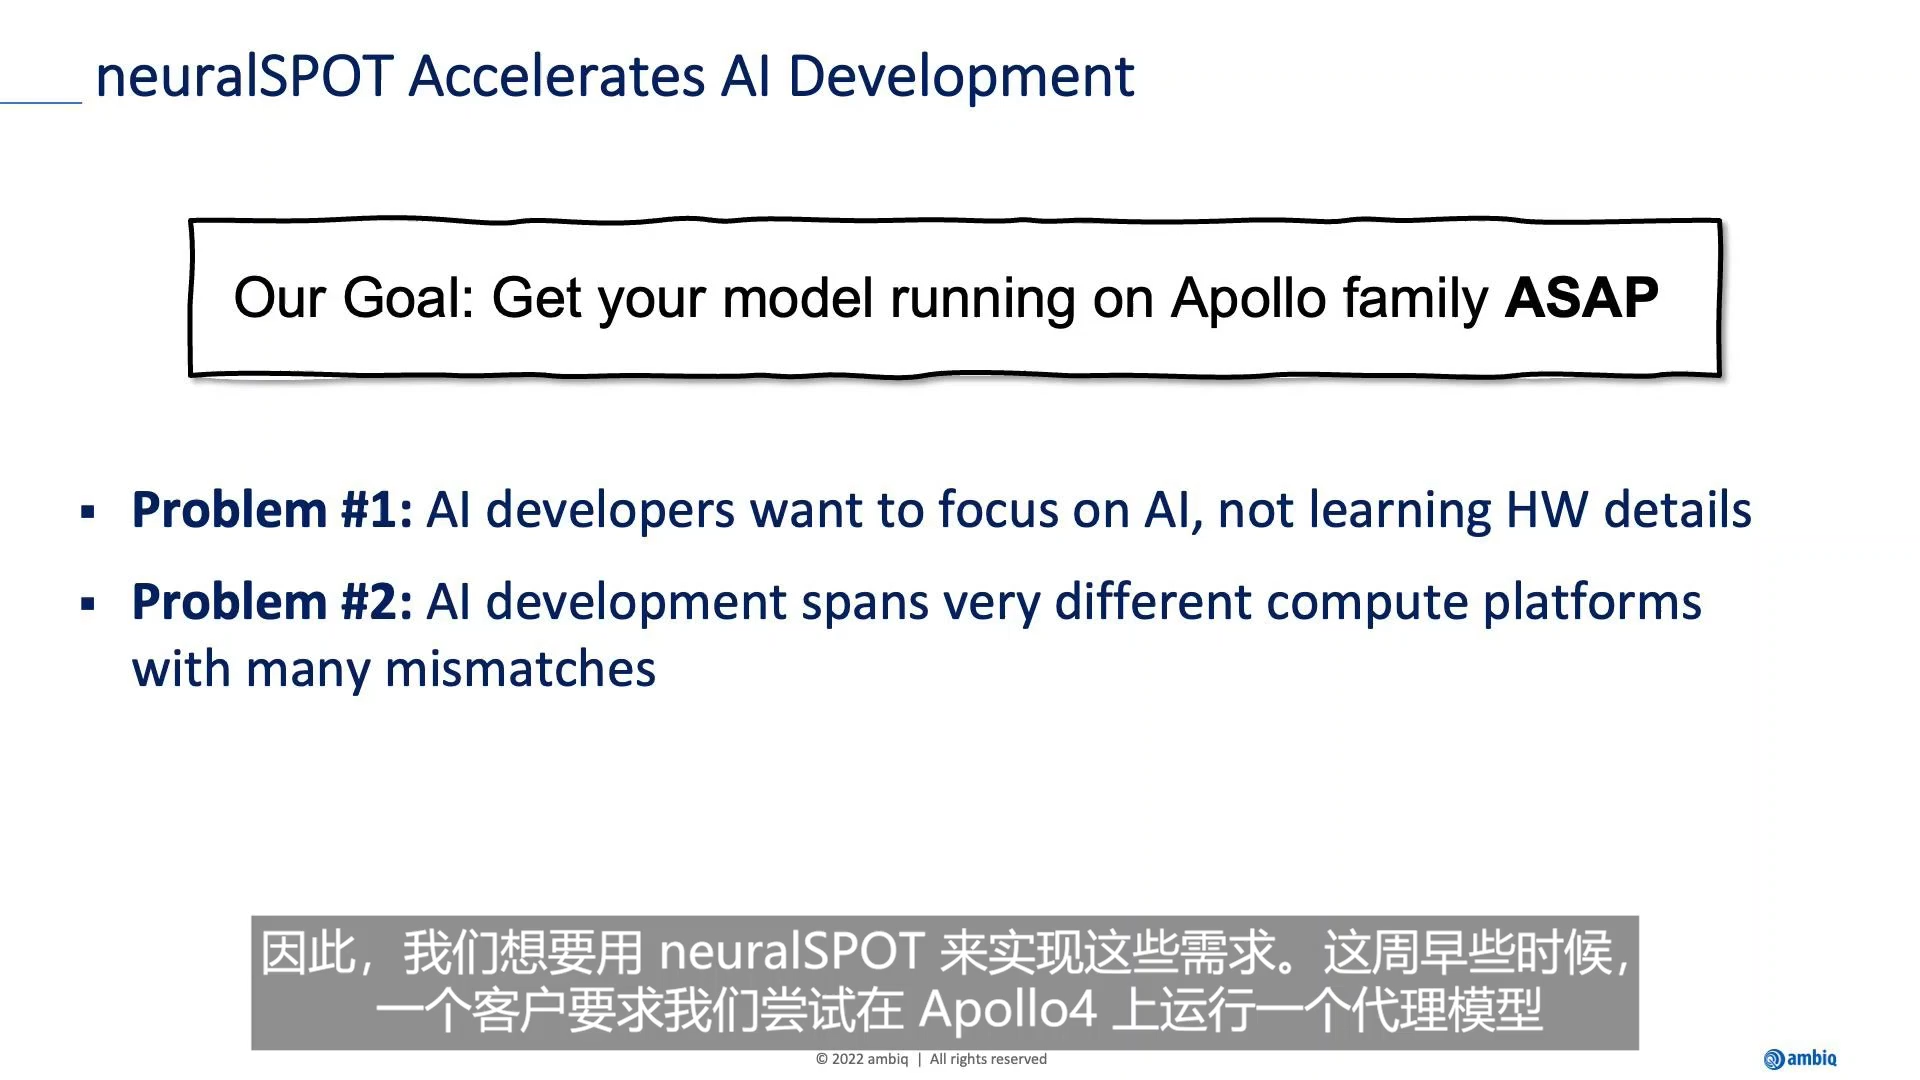 neuralSPOT Accelerates AI Development
Our Goal: Get your model running on Apollo family ASAP
▪ Problem #1: AI developers want to focus on AI, not learning HW details
▪ Problem #2: AI development spans very different compute platforms
with many mismatches
因此，我们想要用 neuralSPOT 来实现这些需求。这周早些时候，
一个客户要求我们尝试在 Apollo4 上运行一个代理模型
© 2022 ambiq | All rights reserved
ambiq